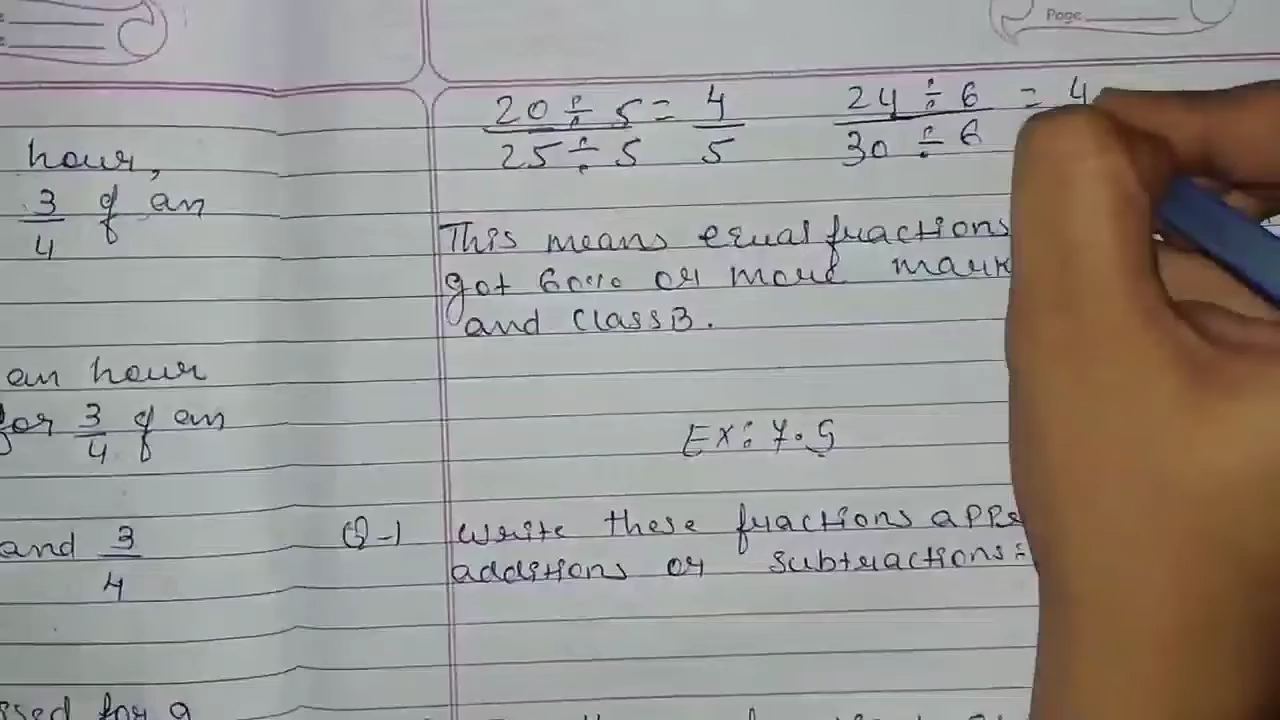 Page
hour,
3/4 of an
an hour
for 3/4 of an
and 3/4
for a
20 ÷ 5 / 25 ÷ 5 = 4/5   24 ÷ 6 / 30 ÷ 6 = 4
This means equal fractions
got 60% or more mark
and Class B.
Ex: 7.5
Q-1 Write these fractions
additions or subtractions: